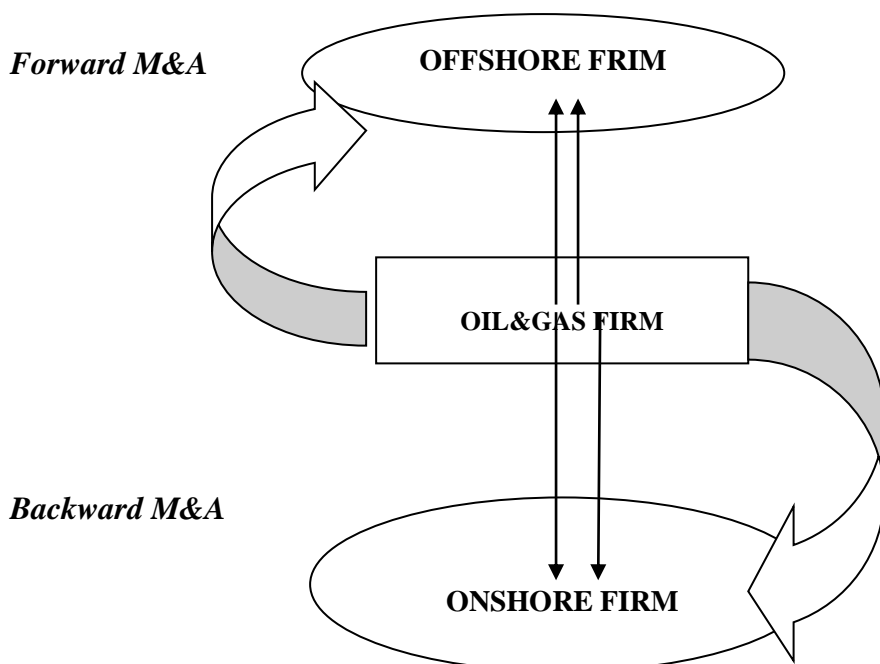 Forward M&A
OFFSHORE FRIM
OIL&GAS FIRM
Backward M&A
ONSHORE FIRM